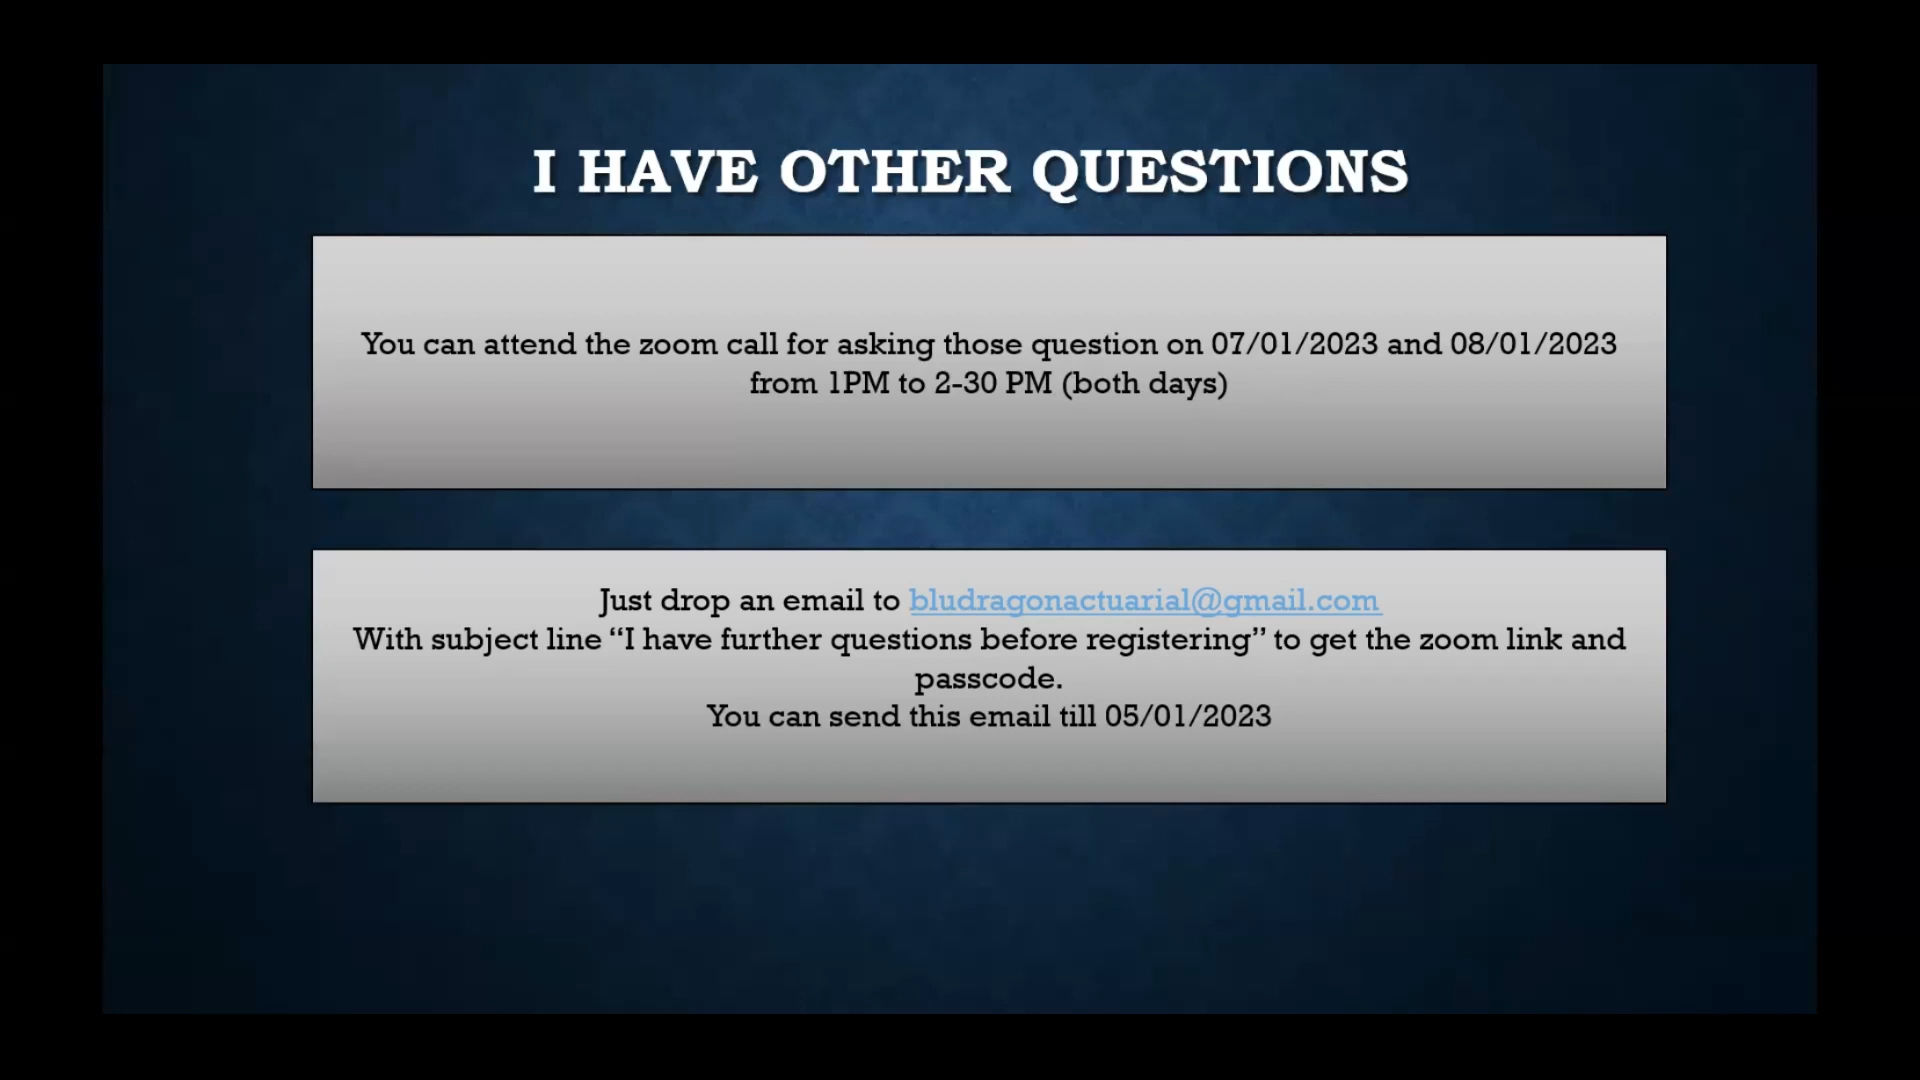 I HAVE OTHER QUESTIONS
You can attend the zoom call for asking those question on 07/01/2023 and 08/01/2023
from 1PM to 2-30 PM (both days)
Just drop an email to bludragonactuarial@gmail.com
With subject line “I have further questions before registering” to get the zoom link and
passcode.
You can send this email till 05/01/2023